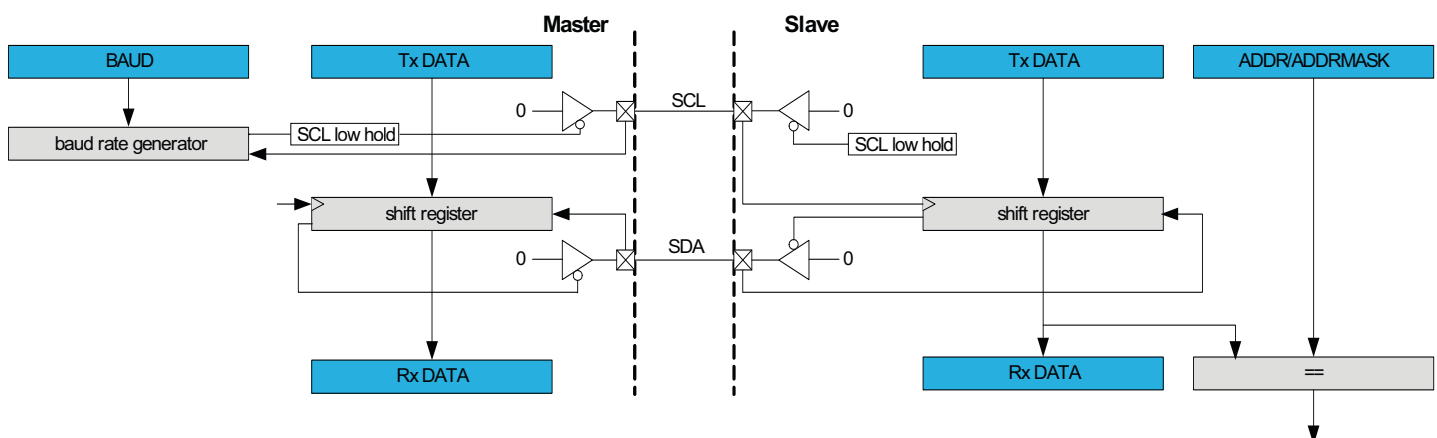 Master
Slave
BAUD
Tx DATA
Tx DATA
ADDR/ADDRMASK
0
SCL
0
baud rate generator
SCL low hold
SCL low hold
shift register
shift register
0
SDA
0
Rx DATA
Rx DATA
==